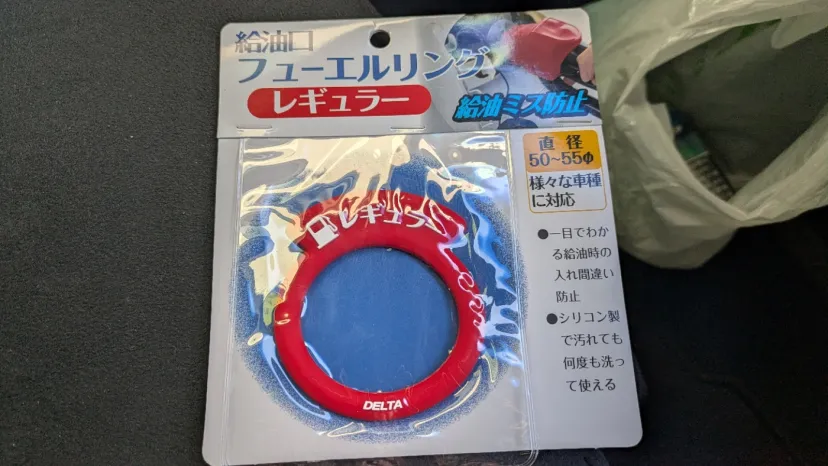 給油口
フューエルリング
レギュラー
給油ミス防止
直径
50~55φ
様々な車種
に対応
●一目でわか
る給油時の
入れ間違い
防止
●シリコン製
で汚れても
何度も洗っ
て使える
レギュラー
DELTA